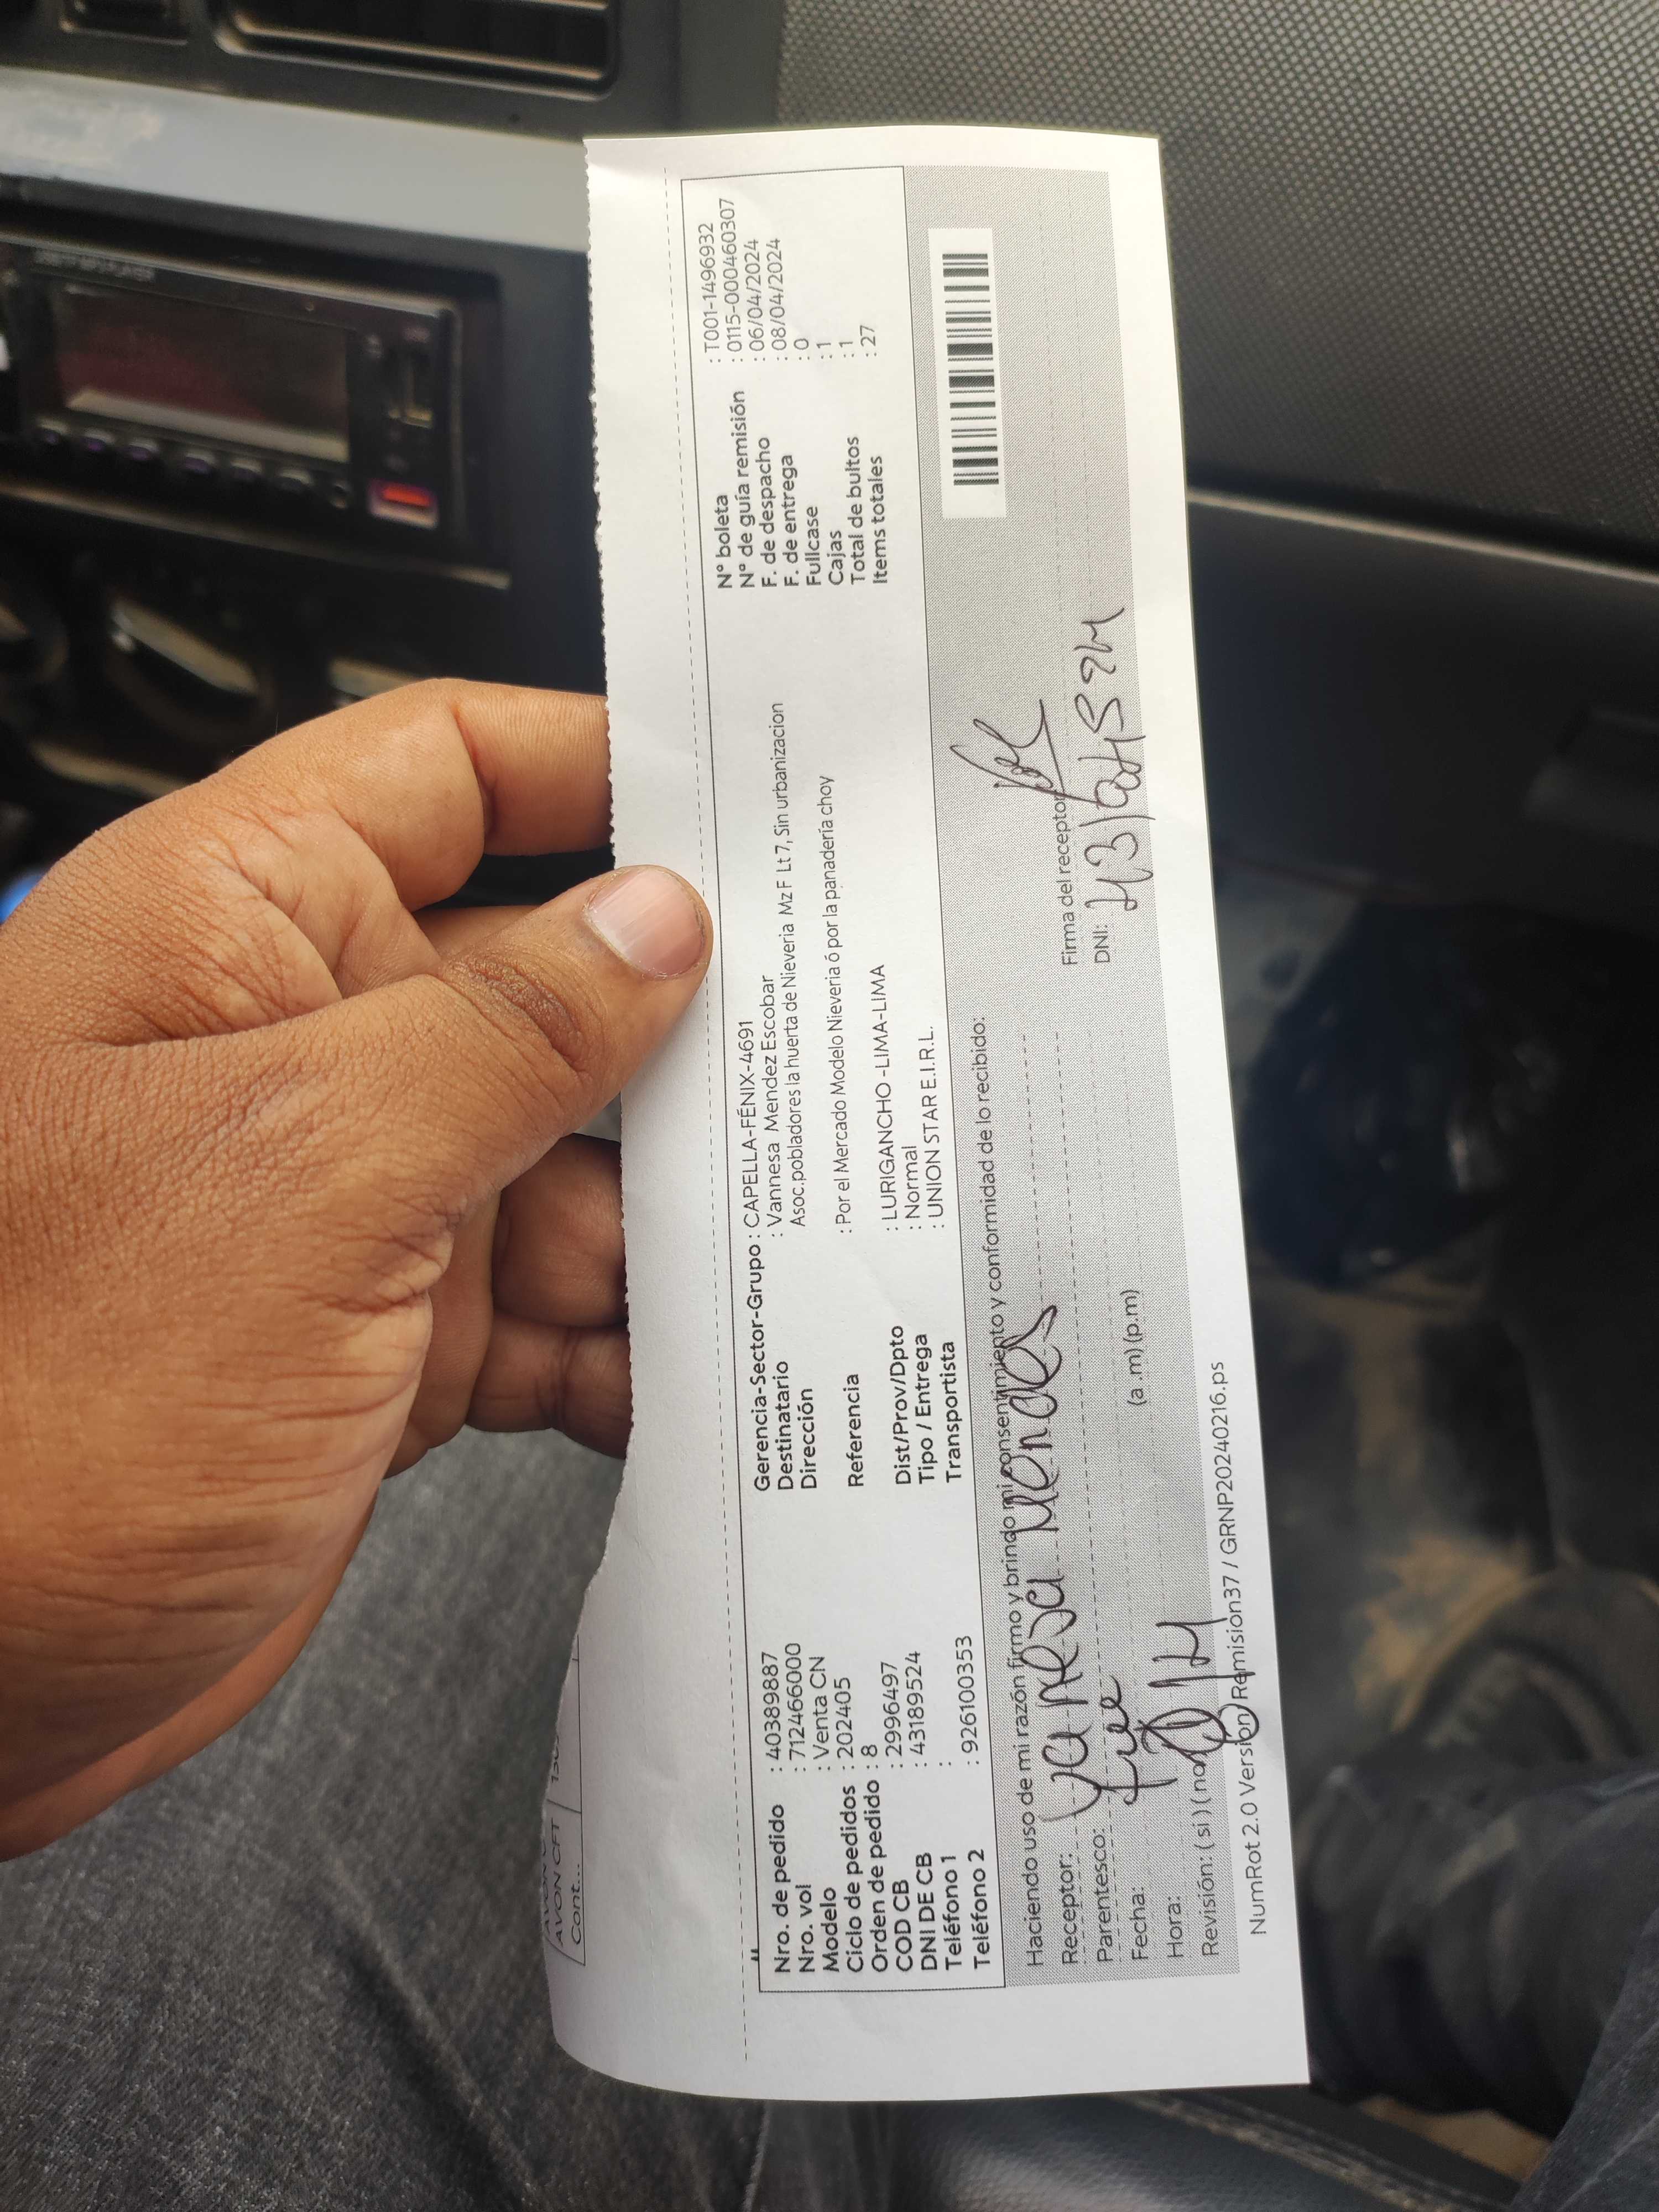 AVON CFT
Cont...
Nro. de pedido : 40389887
Nro. vol : 712466000
Modelo : Venta CN
Ciclo de pedidos : 202405
Orden de pedido : 8
COD CB : 2996497
DNI DE CB : 43189524
Teléfono 1 :
Teléfono 2 : 926100353
Gerencia-Sector-Grupo : CAPELLA-FÉNIX-4691
Destinatario : Vannesa Mendez Escobar
Dirección Asoc.pobladores la huerta de Nieveria Mz F Lt 7, Sin urbanizacion
Referencia : Por el Mercado Modelo Nieveria ó por la panadería choy
Dist/Prov/Dpto : LURIGANCHO -LIMA-LIMA
Tipo / Entrega : Normal
Transportista : UNION STAR E.I.R.L.
N° boleta : T001-1496932
N° de guía remisión : 0115-0000460307
F. de despacho : 06/04/2024
F. de entrega : 08/04/2024
Fullcase : 0
Cajas : 1
Total de bultos : 1
Items totales : 27
Haciendo uso de mi razón firmo y brindo mi consentimiento y conformidad de lo recibido:
Receptor: Vanesa Mendes
Parentesco:
Fecha:
Hora: (a .m) (p.m)
Revisión: ( si ) ( no
Firma del receptor
DNI:
NumRot 2.0 Version/Remision37 / GRNP20240216.ps